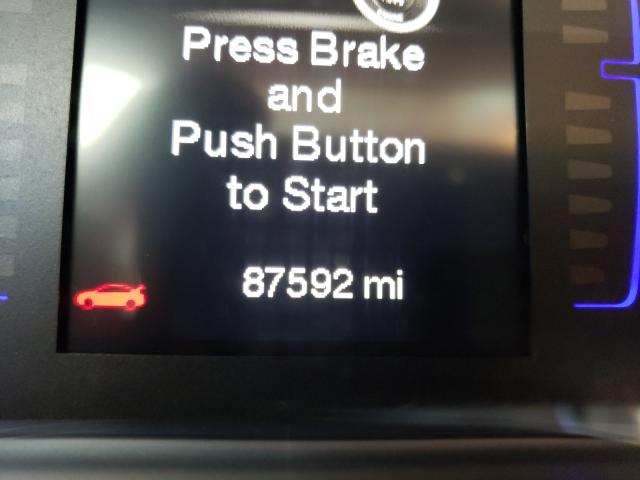 Press Brake
and
Push Button
to Start
87592 mi